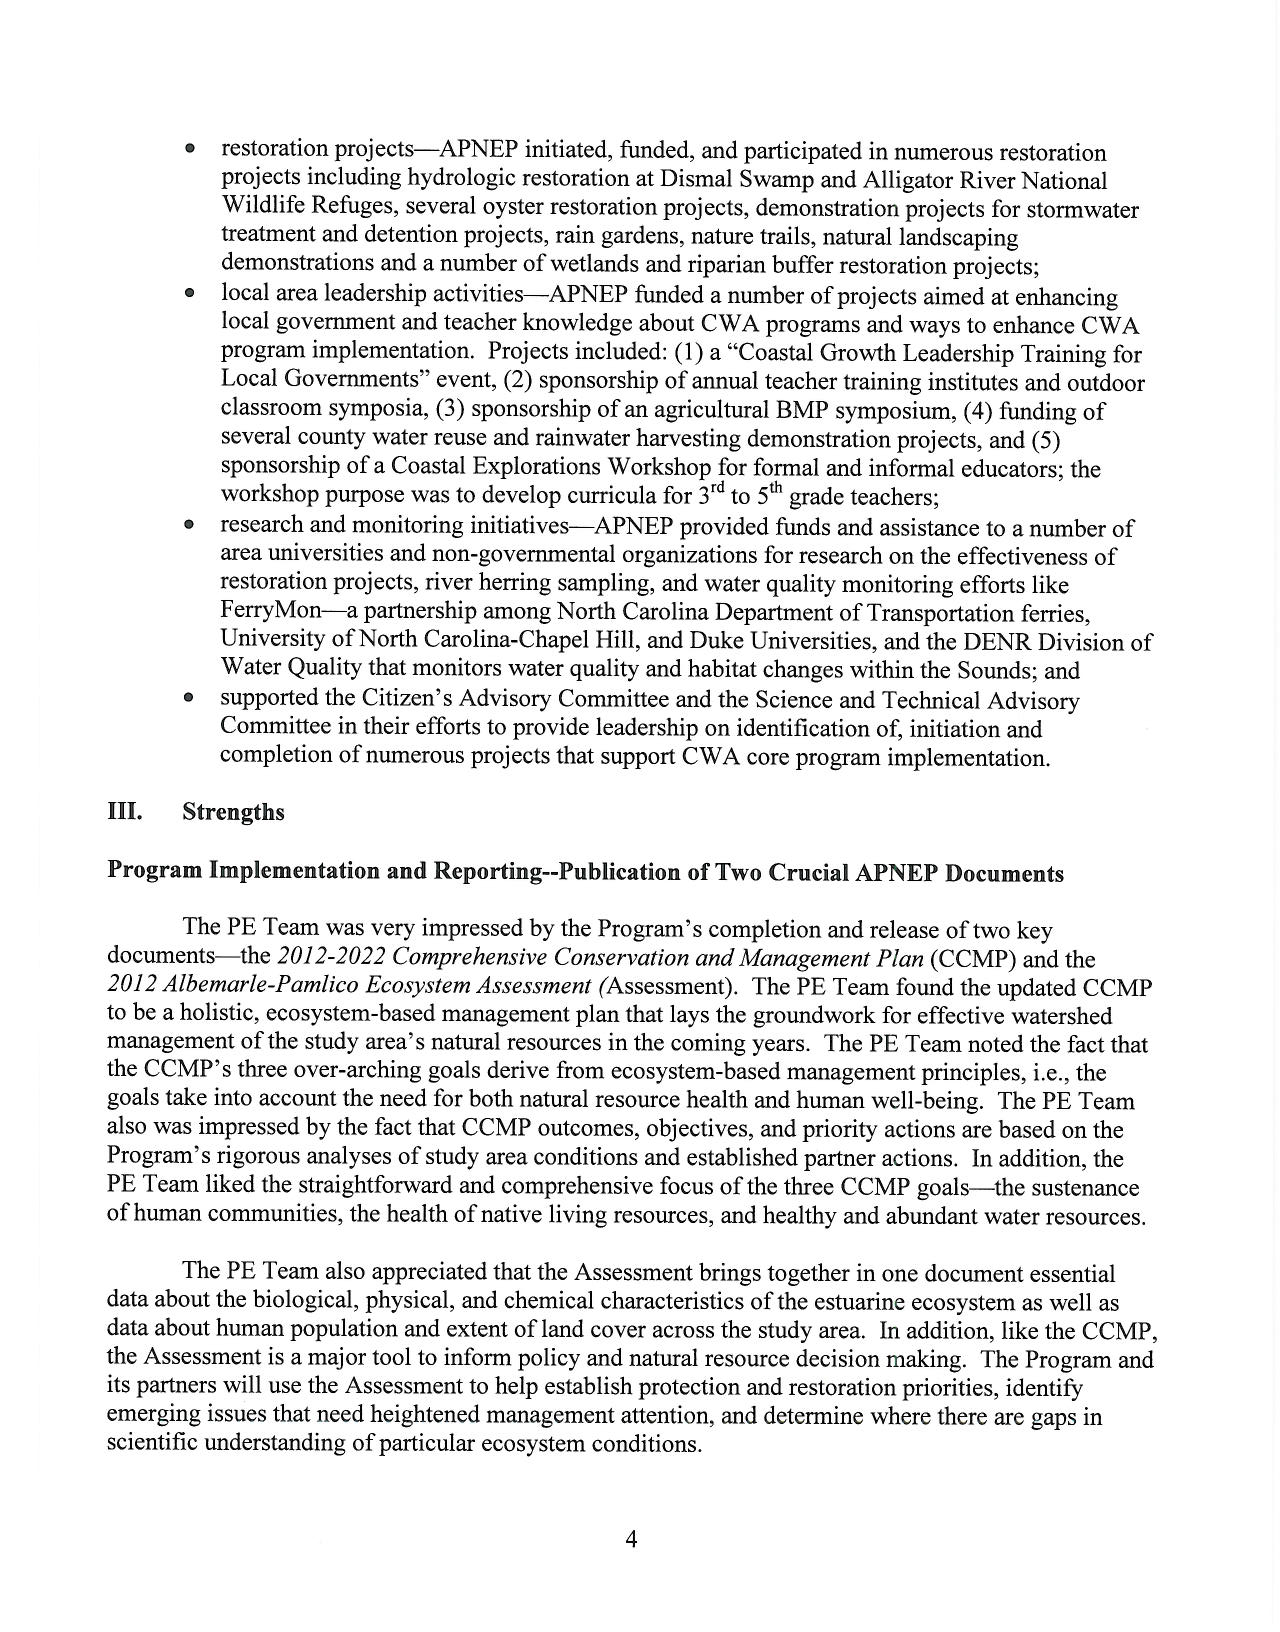 • restoration projects—APNEP initiated, funded, and participated in numerous restoration
projects including hydrologic restoration at Dismal Swamp and Alligator River National
Wildlife Refuges, several oyster restoration projects, demonstration projects for stormwater
treatment and detention projects, rain gardens, nature trails, natural landscaping
demonstrations and a number of wetlands and riparian buffer restoration projects;
• local area leadership activities—APNEP funded a number of projects aimed at enhancing
local government and teacher knowledge about CWA programs and ways to enhance CWA
program implementation. Projects included: (1) a “Coastal Growth Leadership Training for
Local Governments” event, (2) sponsorship of annual teacher training institutes and outdoor
classroom symposia, (3) sponsorship of an agricultural BMP symposium, (4) funding of
several county water reuse and rainwater harvesting demonstration projects, and (5)
sponsorship of a Coastal Explorations Workshop for formal and informal educators; the
workshop purpose was to develop curricula for 3rd to 5th grade teachers;
• research and monitoring initiatives—APNEP provided funds and assistance to a number of
area universities and non-governmental organizations for research on the effectiveness of
restoration projects, river herring sampling, and water quality monitoring efforts like
FerryMon—a partnership among North Carolina Department of Transportation ferries,
University of North Carolina-Chapel Hill, and Duke Universities, and the DENR Division of
Water Quality that monitors water quality and habitat changes within the Sounds; and
• supported the Citizen’s Advisory Committee and the Science and Technical Advisory
Committee in their efforts to provide leadership on identification of, initiation and
completion of numerous projects that support CWA core program implementation.
III. Strengths
Program Implementation and Reporting--Publication of Two Crucial APNEP Documents
The PE Team was very impressed by the Program’s completion and release of two key
documents—the 2012-2022 Comprehensive Conservation and Management Plan (CCMP) and the
2012 Albemarle-Pamlico Ecosystem Assessment (Assessment). The PE Team found the updated CCMP
to be a holistic, ecosystem-based management plan that lays the groundwork for effective watershed
management of the study area’s natural resources in the coming years. The PE Team noted the fact that
the CCMP’s three over-arching goals derive from ecosystem-based management principles, i.e., the
goals take into account the need for both natural resource health and human well-being. The PE Team
also was impressed by the fact that CCMP outcomes, objectives, and priority actions are based on the
Program’s rigorous analyses of study area conditions and established partner actions. In addition, the
PE Team liked the straightforward and comprehensive focus of the three CCMP goals—the sustenance
of human communities, the health of native living resources, and healthy and abundant water resources.
The PE Team also appreciated that the Assessment brings together in one document essential
data about the biological, physical, and chemical characteristics of the estuarine ecosystem as well as
data about human population and extent of land cover across the study area. In addition, like the CCMP,
the Assessment is a major tool to inform policy and natural resource decision making. The Program and
its partners will use the Assessment to help establish protection and restoration priorities, identify
emerging issues that need heightened management attention, and determine where there are gaps in
scientific understanding of particular ecosystem conditions.
4